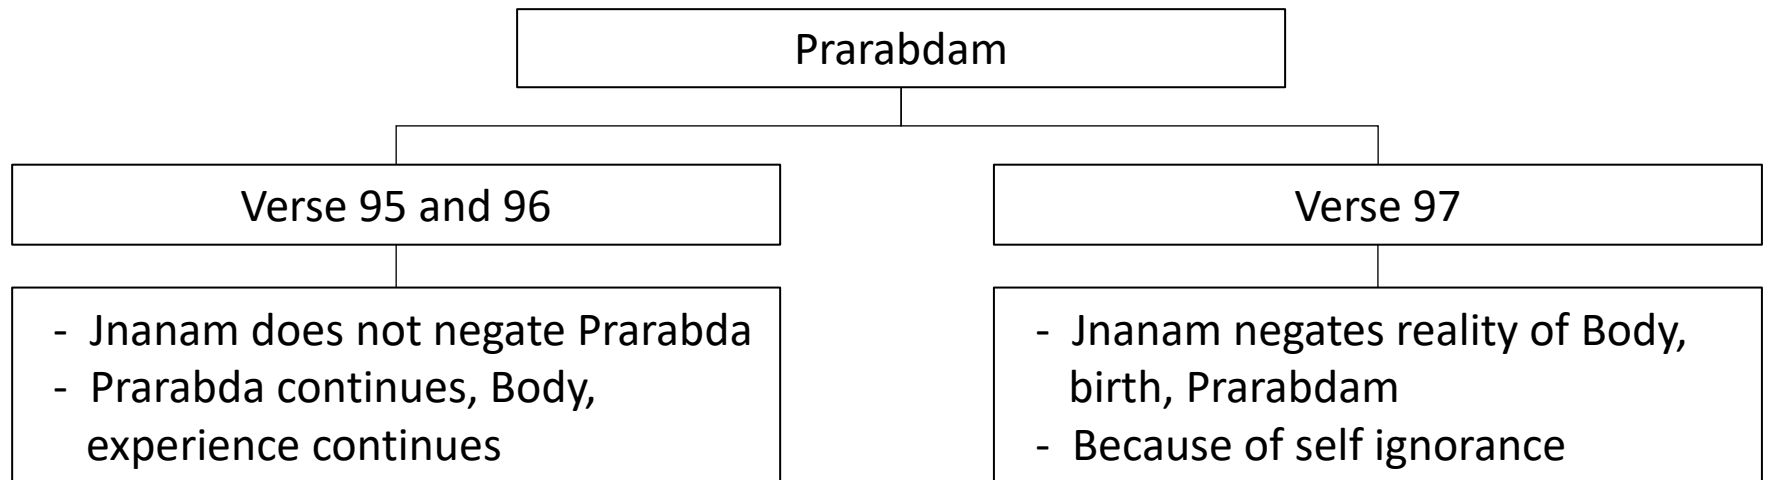 Prarabdam
Verse 95 and 96
Verse 97
- Jnanam does not negate Prarabda
- Prarabda continues, Body,
experience continues
- Jnanam negates reality of Body,
birth, Prarabdam
- Because of self ignorance